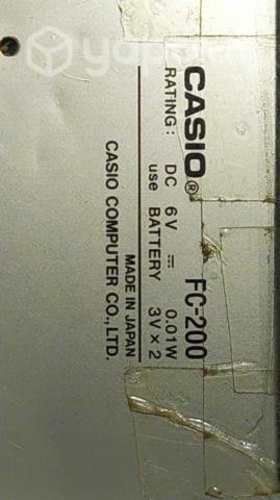 CASIO® FC-200
RATING: DC 6V ⎓ 0.01W
use BATTERY 3V×2
MADE IN JAPAN
CASIO COMPUTER CO.,LTD.